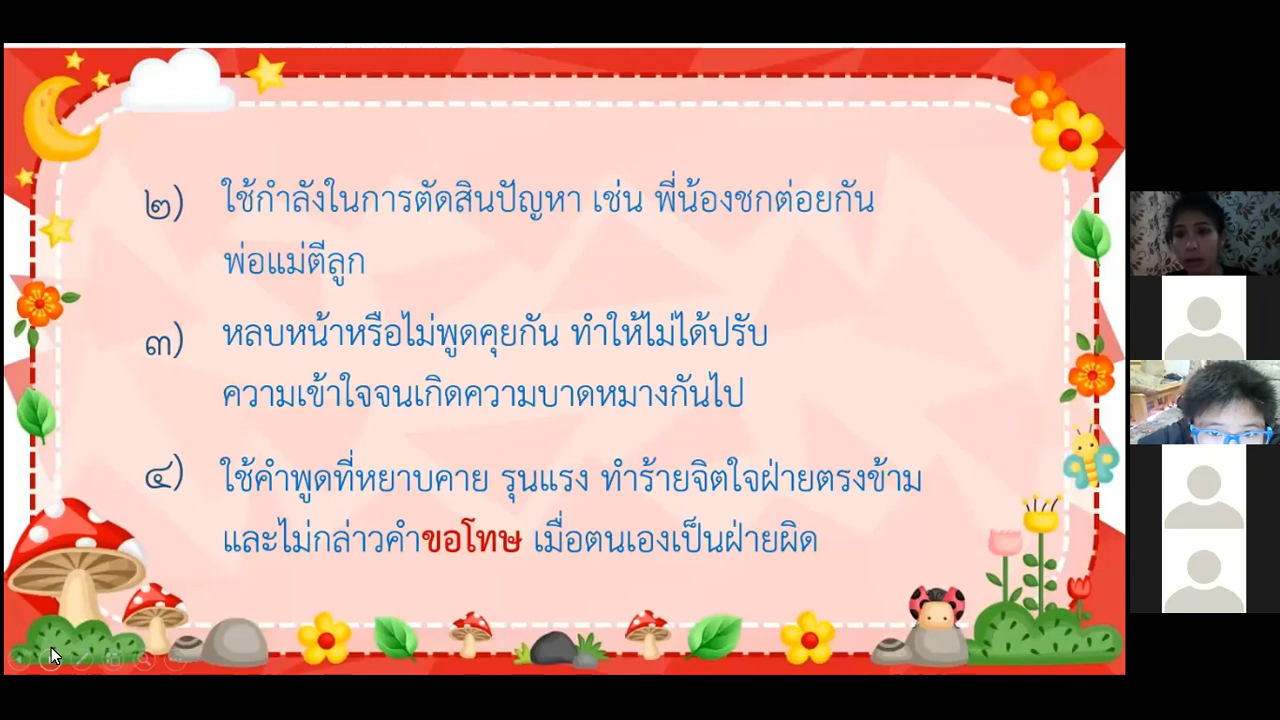 ๒) ใช้กำลังในการตัดสินปัญหา เช่น พี่น้องชกต่อยกัน
พ่อแม่ตีลูก
๓) หลบหน้าหรือไม่พูดคุยกัน ทำให้ไม่ได้ปรับ
ความเข้าใจจนเกิดความบาดหมางกันไป
๔) ใช้คำพูดที่หยาบคาย รุนแรง ทำร้ายจิตใจฝ่ายตรงข้าม
และไม่กล่าวคำขอโทษ เมื่อตนเองเป็นฝ่ายผิด